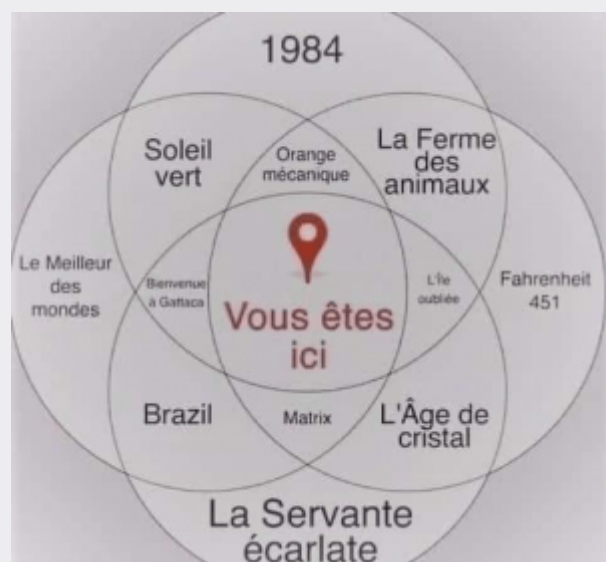 1984
Soleil
vert
Orange
mécanique
La Ferme
des
animaux
Le Meilleur
des
mondes
Bienvenue
à Gattaca
Vous êtes
ici
L'Île
oubliée
Fahrenheit
451
Brazil
Matrix
L'Âge de
cristal
La Servante
écarlate